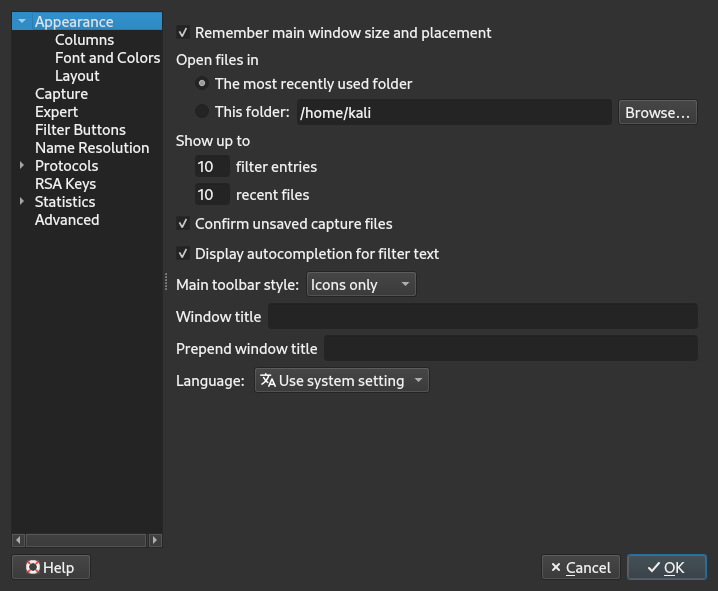 Appearance
Columns
Font and Colors
Layout
Capture
Expert
Filter Buttons
Name Resolution
Protocols
RSA Keys
Statistics
Advanced
Remember main window size and placement
Open files in
The most recently used folder
This folder: /home/kali Browse...
Show up to
10 filter entries
10 recent files
Confirm unsaved capture files
Display autocompletion for filter text
Main toolbar style: Icons only
Window title
Prepend window title
Language: Use system setting
Help Cancel OK